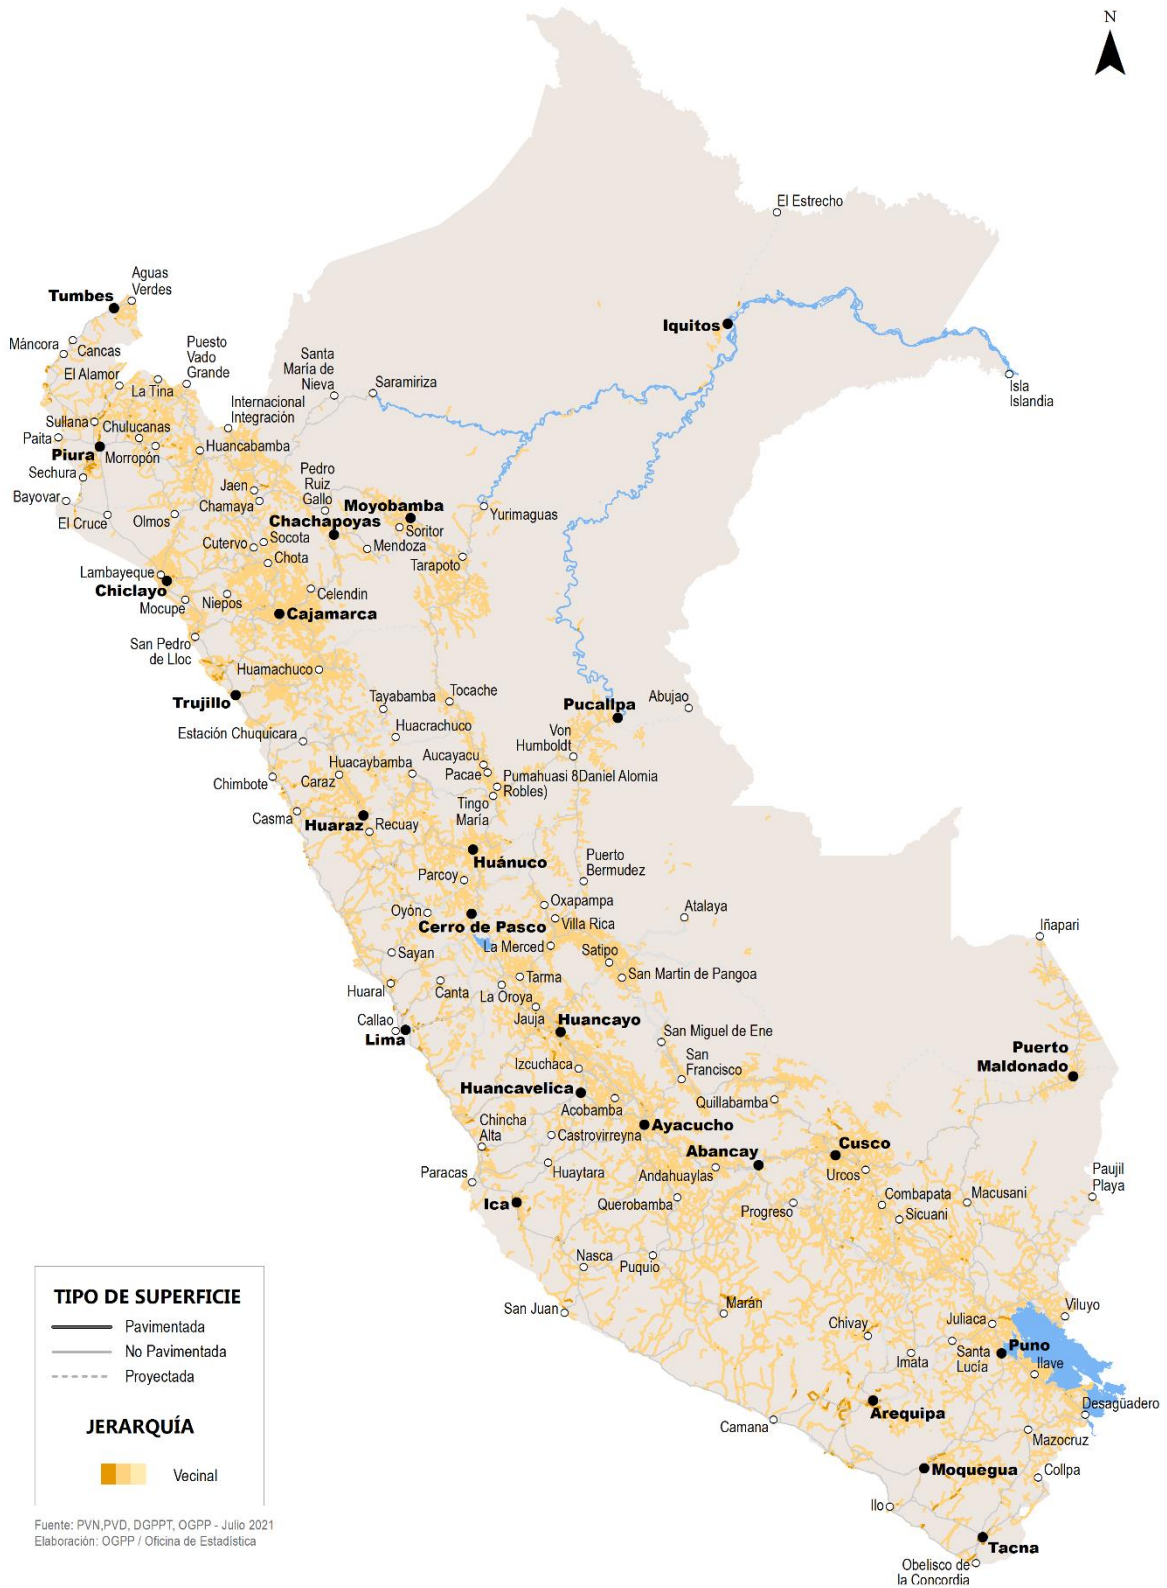 N
El Estrecho
Aguas
Verdes
Tumbes
Iquitos
Máncora
Cancas
Puesto
Vado
Grande
Santa
María de
Nieva
Saramiriza
Isla
Islandia
El Alamor
La Tina
Internacional
Integración
Sullana
Chulucanas
Paita
Piura
Morropón
Huancabamba
Sechura
Bayovar
El Cruce
Olmos
Jaen
Chamaya
Pedro
Ruiz
Gallo
Moyobamba
Chachapoyas
Soritor
Yurimaguas
Cutervo
Socota
Mendoza
Chota
Tarapoto
Lambayeque
Chiclayo
Mocupe
Niepos
Celendin
Cajamarca
San Pedro
de Lloc
Huamachuco
Trujillo
Tayabamba
Tocache
Pucallpa
Abujao
Estación Chuquicara
Huacrachuco
Von
Humboldt
Huacaybamba
Aucayacu
Chimbote
Caraz
Pacae
Pumahuasi 8Daniel Alomia
Robles)
Tingo
María
Casma
Huaraz
Recuay
Huánuco
Parcoy
Puerto
Bermudez
Oyón
Oxapampa
Atalaya
Cerro de Pasco
Villa Rica
Iñapari
La Merced
Sayan
Satipo
San Martin de Pangoa
Huaral
Canta
Tarma
La Oroya
Callao
Lima
Jauja
Huancayo
San Miguel de Ene
Puerto
Maldonado
Izcuchaca
San
Francisco
Huancavelica
Quillabamba
Acobamba
Chincha
Alta
Castrovirreyna
Ayacucho
Abancay
Cusco
Paracas
Huaytara
Andahuaylas
Urcos
Paujil
Playa
Ica
Querobamba
Progreso
Combapata
Macusani
Sicuani
Nasca
Puquio
San Juan
Marán
Chivay
Juliaca
Viluyo
Imata
Santa
Lucía
Puno
Ilave
Camana
Arequipa
Desagüadero
Mazocruz
Moquegua
Collpa
Ilo
Tacna
Obelisco de
la Concordia
TIPO DE SUPERFICIE
Pavimentada
No Pavimentada
Proyectada
JERARQUÍA
Vecinal
Fuente: PVN,PVD, DGPPT, OGPP - Julio 2021
Elaboración: OGPP / Oficina de Estadística